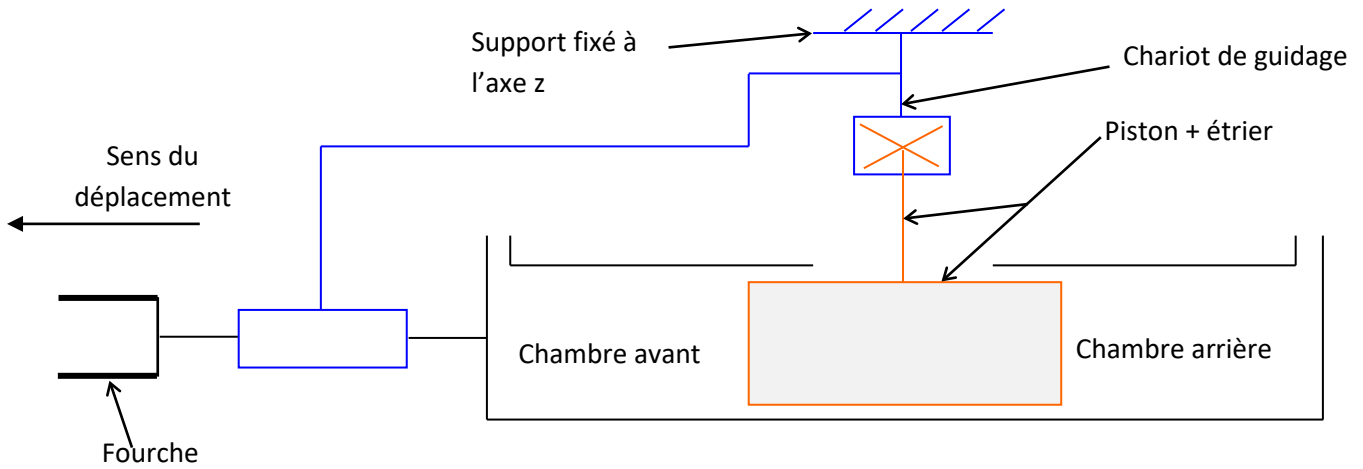 Support fixé à
l’axe z
Chariot de guidage
Piston + étrier
Sens du
déplacement
Chambre avant
Chambre arrière
Fourche